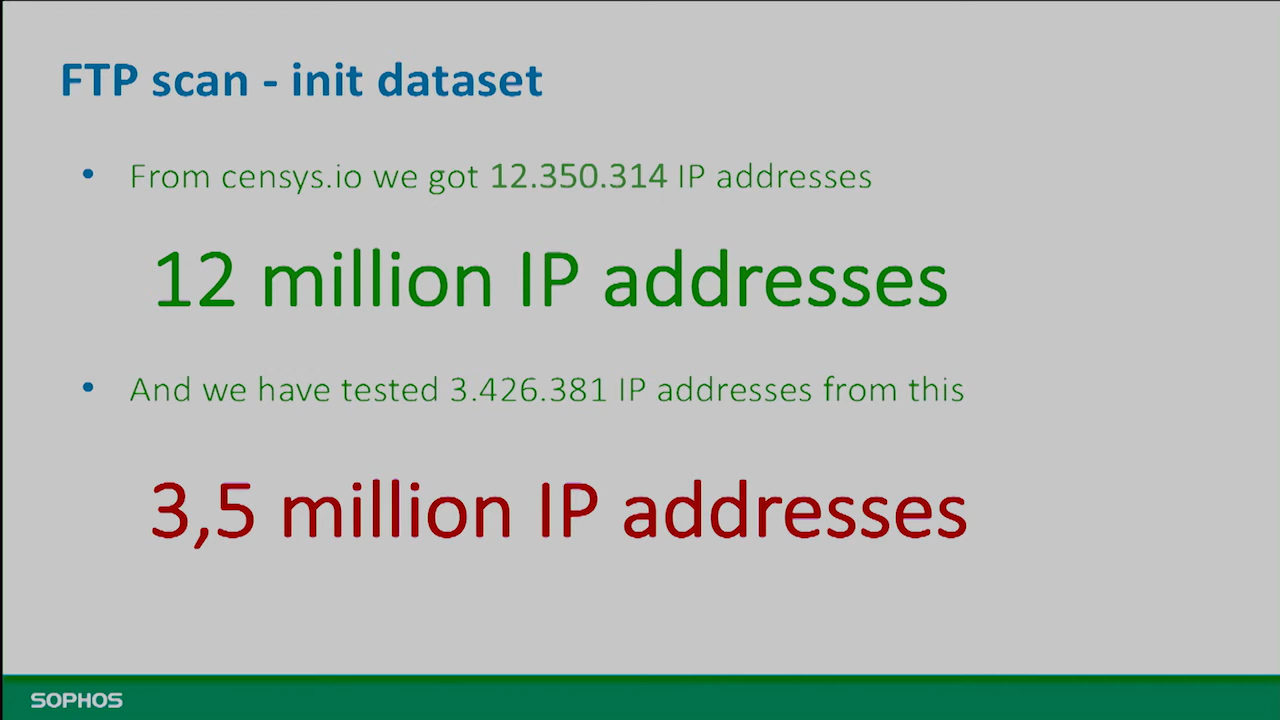 FTP scan - init dataset
• From censys.io we got 12.350.314 IP addresses
12 million IP addresses
• And we have tested 3.426.381 IP addresses from this
3,5 million IP addresses
SOPHOS